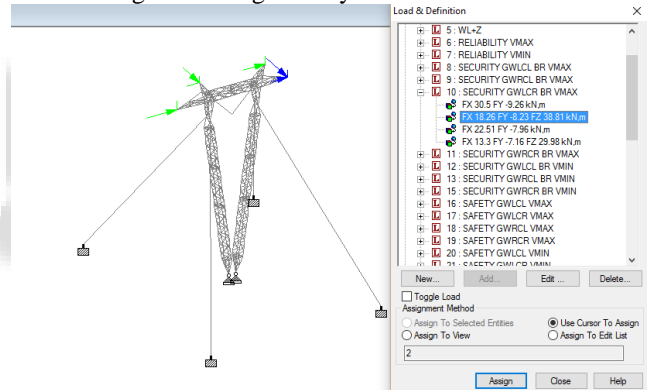 Load & Definition
5 : WL+Z
6 : RELIABILITY VMAX
7 : RELIABILITY VMIN
8 : SECURITY GWLCL BR VMAX
9 : SECURITY GWRCL BR VMAX
10 : SECURITY GWLCR BR VMAX
FX 30.5 FY -9.26 kN,m
FX 18.26 FY -8.23 FZ 38.81 kN,m
FX 22.51 FY -7.96 kN,m
FX 13.3 FY -7.16 FZ 29.98 kN,m
11 : SECURITY GWRCR BR VMAX
12 : SECURITY GWLCL BR VMIN
13 : SECURITY GWRCL BR VMIN
15 : SECURITY GWRCR BR VMIN
16 : SAFETY GWLCL VMAX
17 : SAFETY GWLCR VMAX
18 : SAFETY GWRCL VMAX
19 : SAFETY GWRCR VMAX
20 : SAFETY GWLCL VMIN
21 : SAFETY GWLCR VMIN
New...
Add...
Edit ...
Delete...
Toggle Load
Assignment Method
Assign To Selected Entities
Use Cursor To Assign
Assign To View
Assign To Edit List
2
Assign
Close
Help